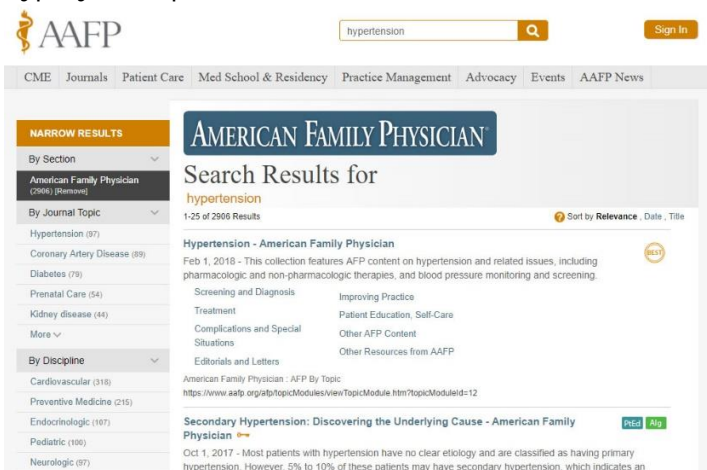 AAFP
hypertension
Sign In
CME Journals Patient Care Med School & Residency Practice Management Advocacy Events AAFP News
NARROW RESULTS
By Section
American Family Physician
(2906) [Remove]
By Journal Topic
Hypertension (97)
Coronary Artery Disease (89)
Diabetes (79)
Prenatal Care (54)
Kidney disease (44)
More
By Discipline
Cardiovascular (318)
Preventive Medicine (215)
Endocrinologic (107)
Pediatric (100)
Neurologic (97)
AMERICAN FAMILY PHYSICIAN
Search Results for
hypertension
1-25 of 2906 Results
? Sort by Relevance , Date , Title
Hypertension - American Family Physician
BEST
Feb 1, 2018 - This collection features AFP content on hypertension and related issues, including
pharmacologic and non-pharmacologic therapies, and blood pressure monitoring and screening.
Screening and Diagnosis
Treatment
Complications and Special
Situations
Editorials and Letters
Improving Practice
Patient Education, Self-Care
Other AFP Content
Other Resources from AAFP
American Family Physician : AFP By Topic
https://www.aafp.org/afp/topicModules/viewTopicModule.htm?topicModuleId=12
Secondary Hypertension: Discovering the Underlying Cause - American Family
Physician
PtEd Alg
Oct 1, 2017 - Most patients with hypertension have no clear etiology and are classified as having primary
hypertension. However, 5% to 10% of these patients may have secondary hypertension, which indicates an